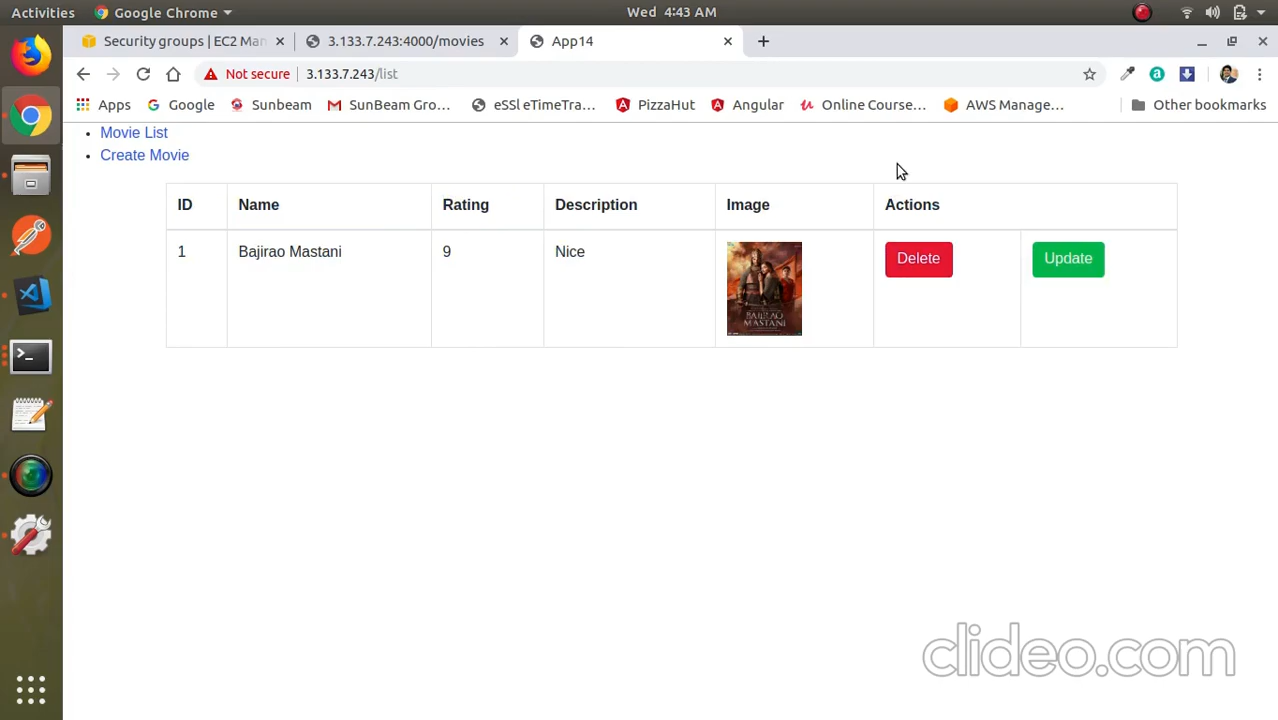 Activities Google Chrome Wed 4:43 AM
Security groups | EC2 Man 3.133.7.243:4000/movies App14
Not secure 3.133.7.243/list
Apps Google Sunbeam SunBeam Gro... eSSl eTimeTra... PizzaHut Angular Online Course... AWS Manage... Other bookmarks
Movie List
Create Movie
ID Name Rating Description Image Actions
1 Bajirao Mastani 9 Nice Delete Update
BAJIRAO
MASTANI
clideo.com